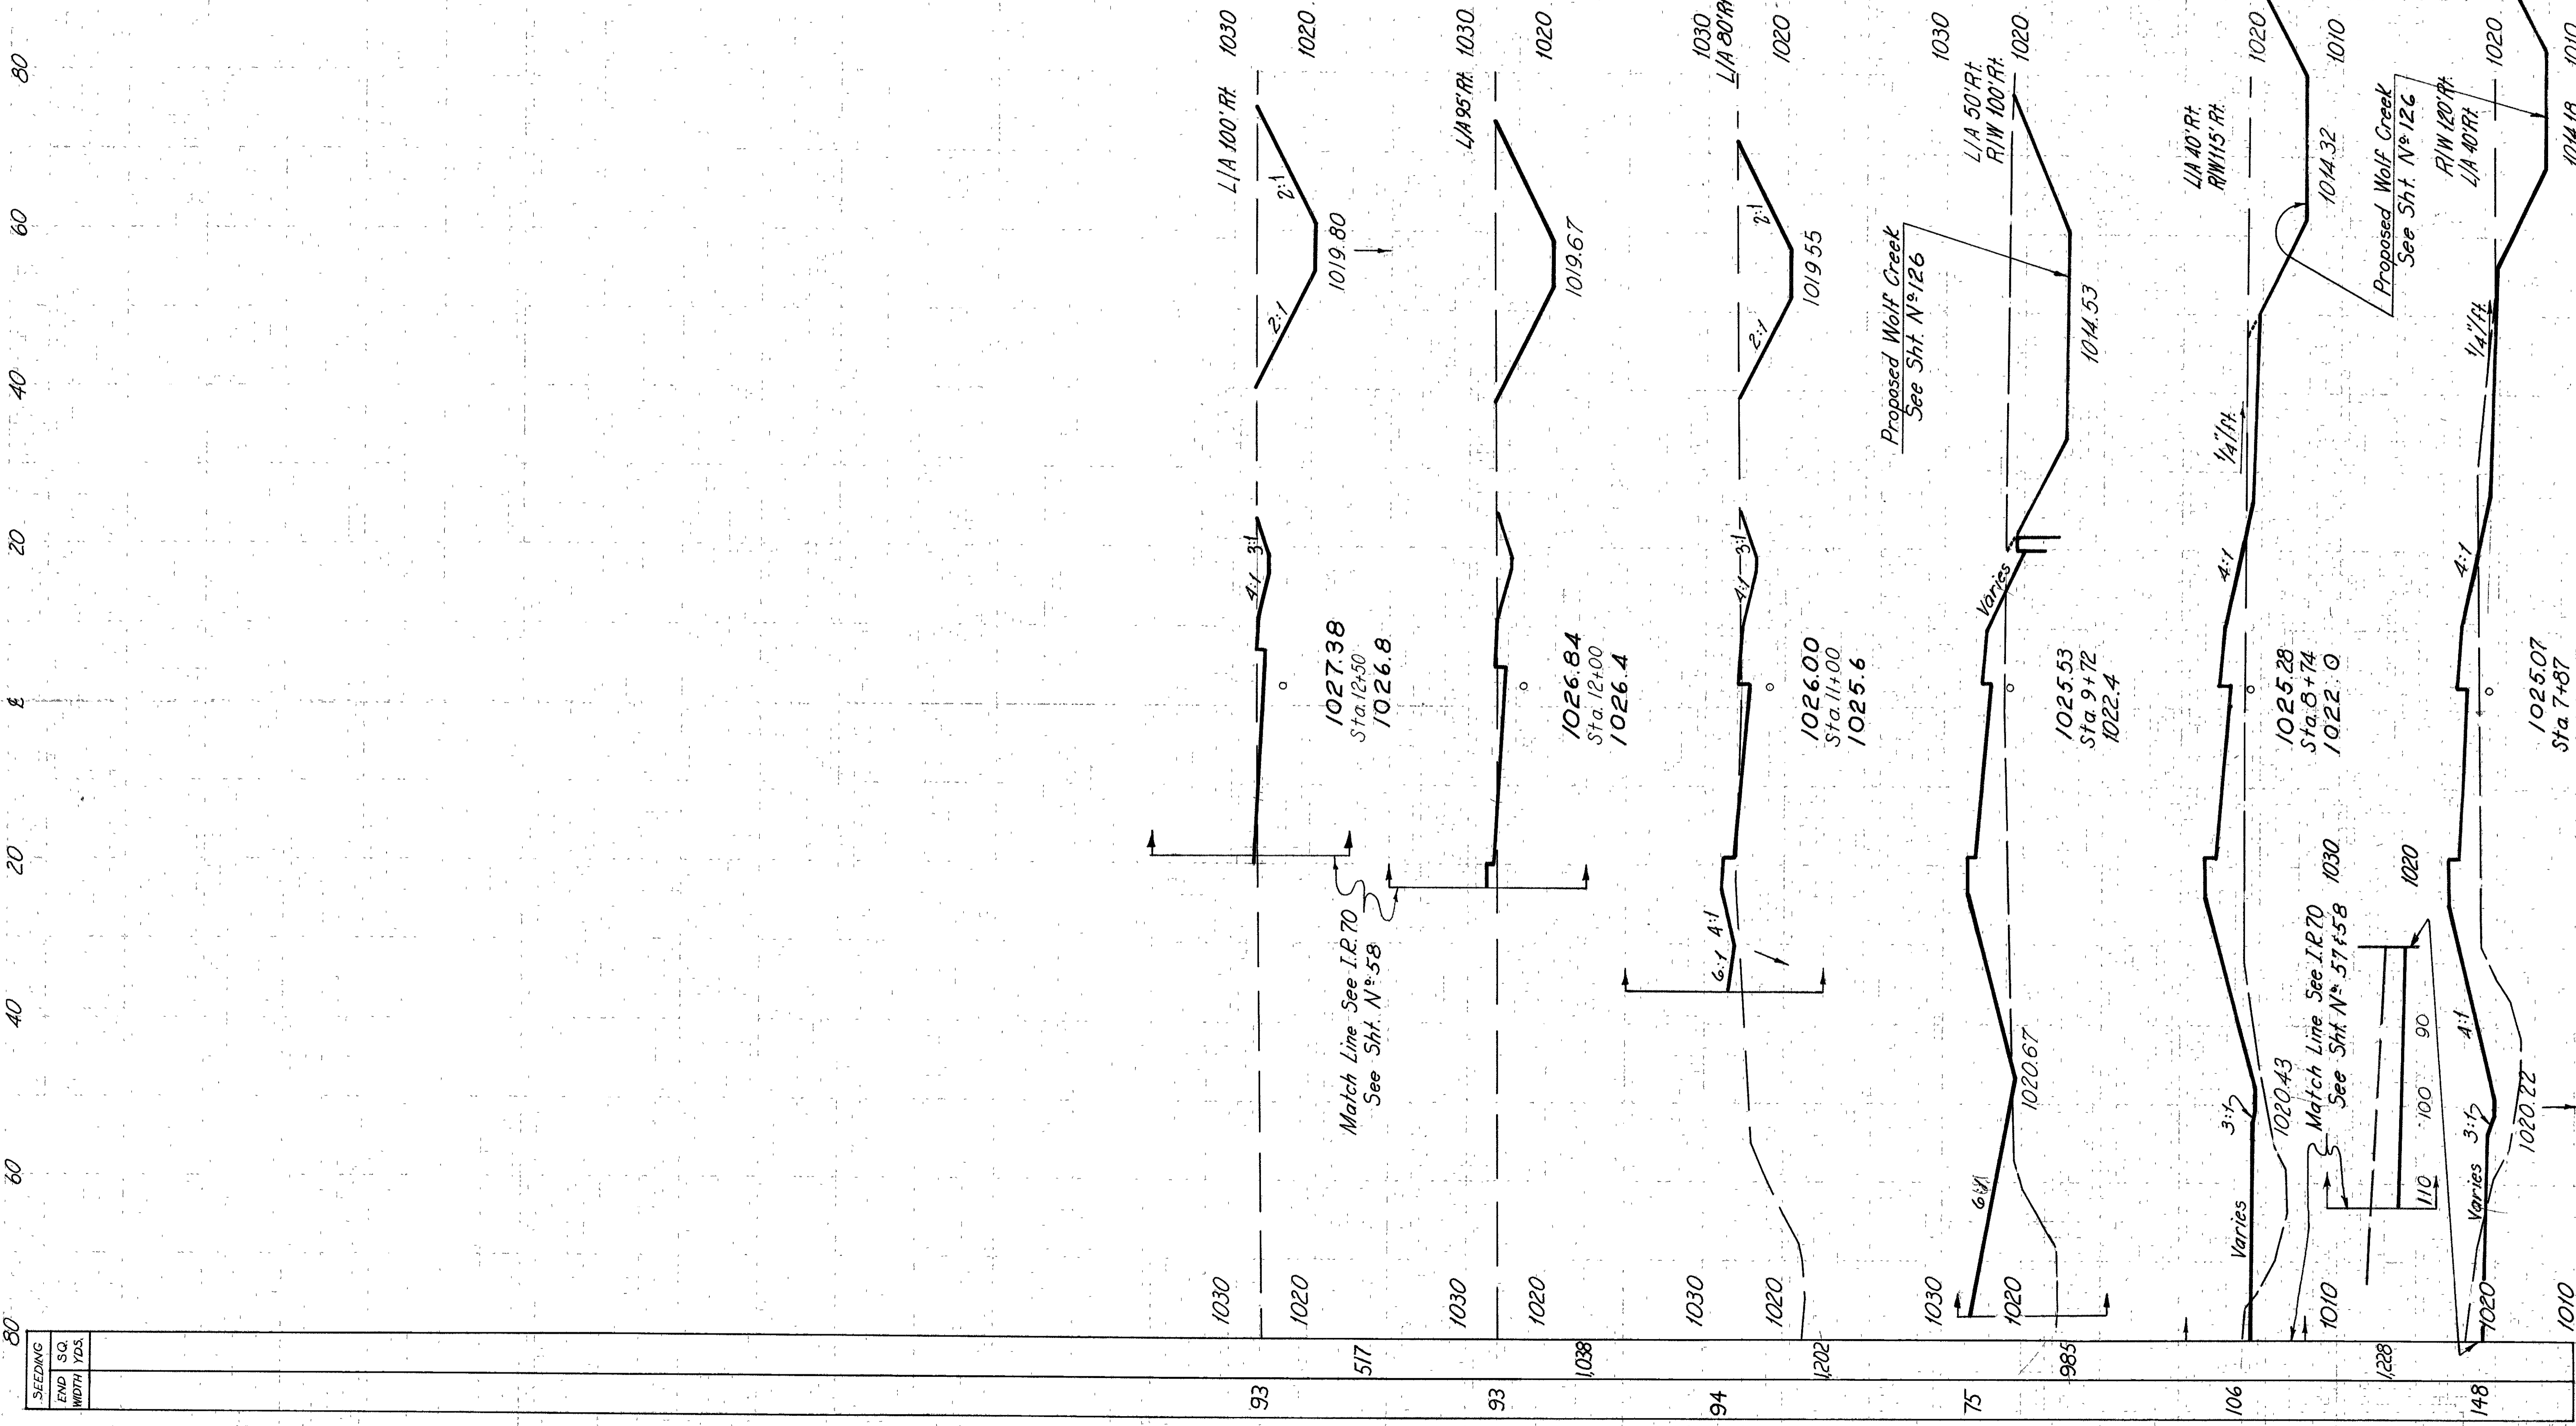 SEEDING
END WIDTH
SQ. YDS.
80
60
40
20
℄
20
40
60
80
1030
1020
L/A 100' Rt.
2:1
2:1
1019.80
3:1
4:1
1027.38
Sta. 12+50
1026.8
Match Line See I.R. 70
See Sht. Nº 58
1030
1020
93
517
1030
1020
L/A 95' Rt.
1019.67
1026.84
Sta. 12+00
1026.4
1030
1020
93
1,038
1030
1020
L/A 80' Rt.
2:1
2:1
1019.55
3:1
4:1
1026.00
Sta. 11+00
1025.6
4:1
6:1
1030
1020
94
1,202
1030
1020
L/A 50' Rt.
R/W 100' Rt.
Proposed Wolf Creek
See Sht. Nº 126
1014.53
Varies
1025.53
Sta. 9+72
1022.4
1020.67
6:1
1030
1020
75
985
1020
1010
L/A 40' Rt.
R/W 115' Rt.
1014.32
Proposed Wolf Creek
See Sht. Nº 126
1/4"/ft.
4:1
1025.28
Sta. 8+74
1022.0
1030
1020
3:1
1020.43
Varies
Match Line See I.R. 70
See Sht. Nº 57 & 58
90
100
110
1010
106
1,228
1020
1010
R/W 120' Rt.
L/A 40' Rt.
1014.18
1/4"/ft.
4:1
1025.07
Sta. 7+87
4:1
3:1
1020.22
Varies
1020
1010
148